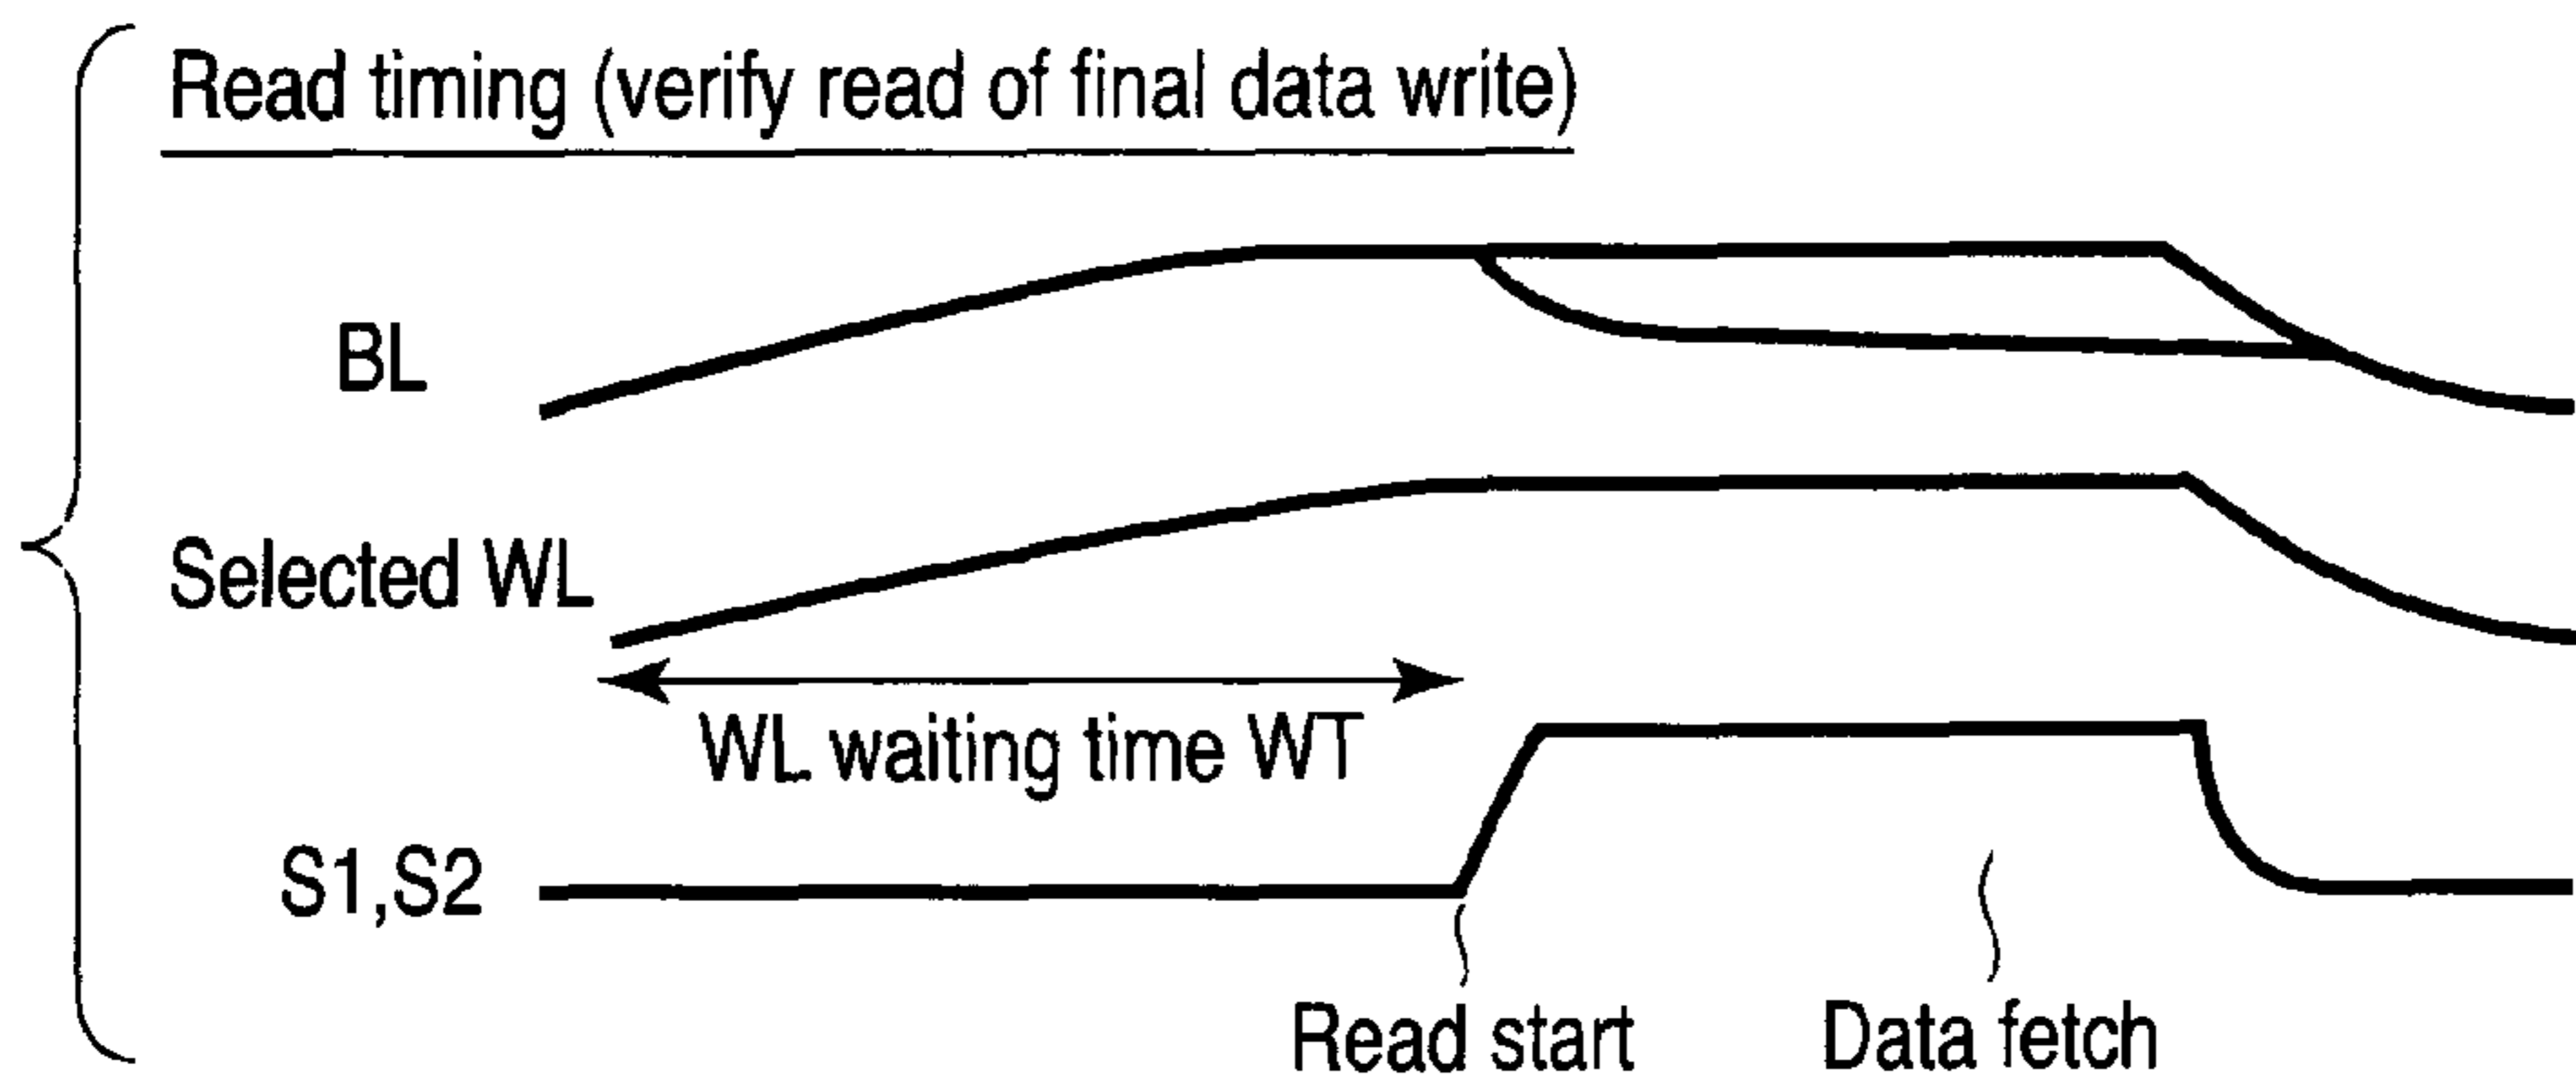 Read timing (verify read of final data write)
BL
Selected WL
WL waiting time WT
S1,S2
Read start
Data fetch